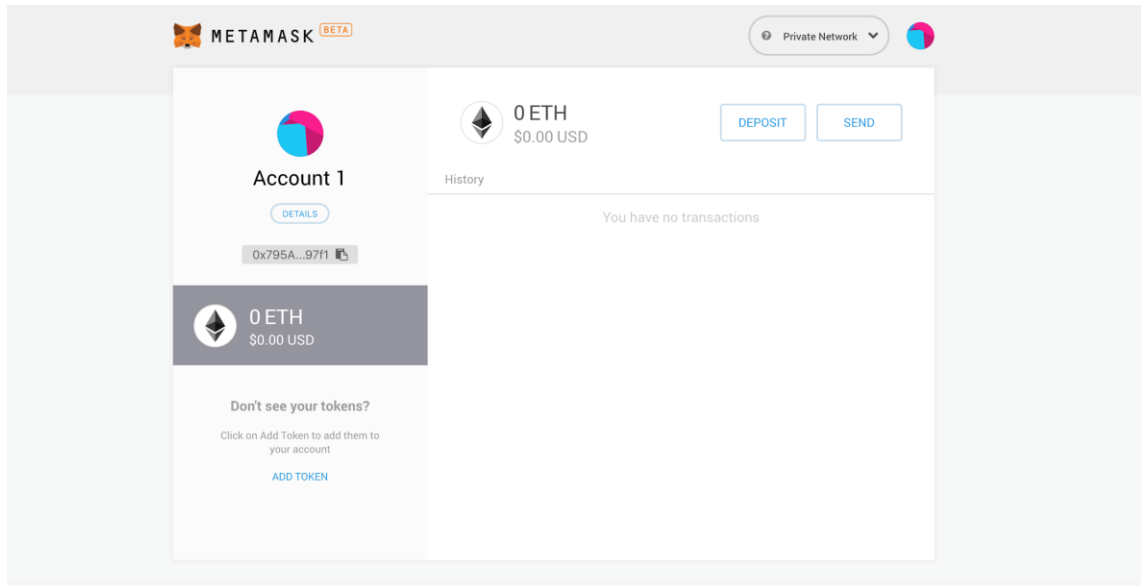 METAMASK BETA
Private Network
Account 1
DETAILS
0x795A...97f1
0 ETH
$0.00 USD
Don't see your tokens?
Click on Add Token to add them to
your account
ADD TOKEN
0 ETH
$0.00 USD
DEPOSIT
SEND
History
You have no transactions